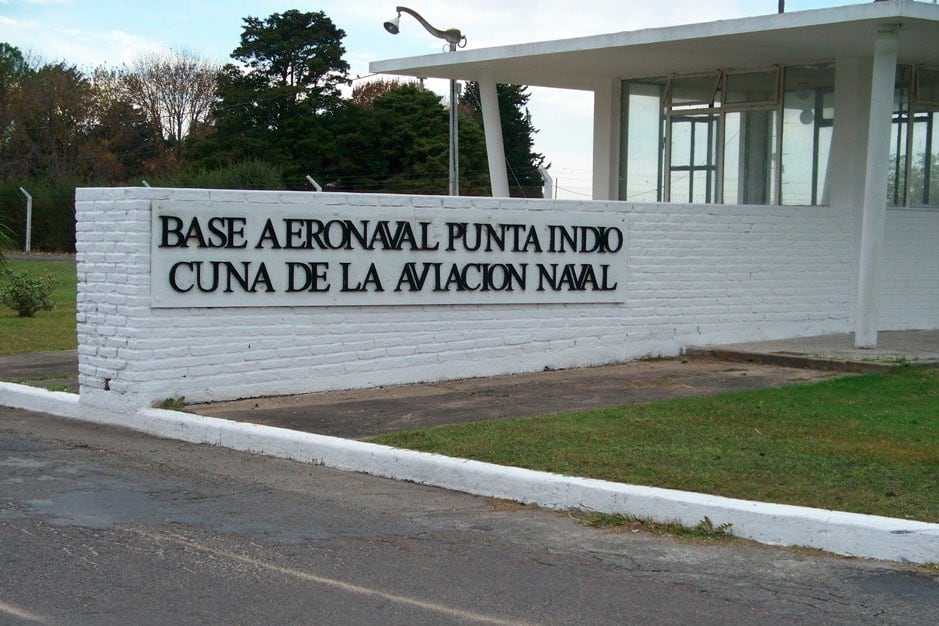 BASE AERONAVAL PUNTA INDIO
CUNA DE LA AVIACION NAVAL